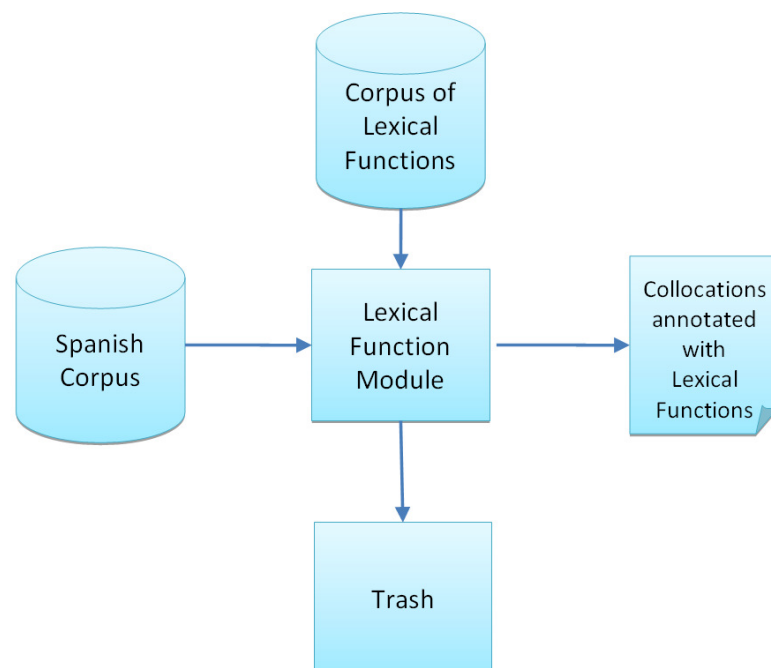 Corpus of
Lexical
Functions
Spanish
Corpus
Lexical
Function
Module
Collocations
annotated
with
Lexical
Functions
Trash